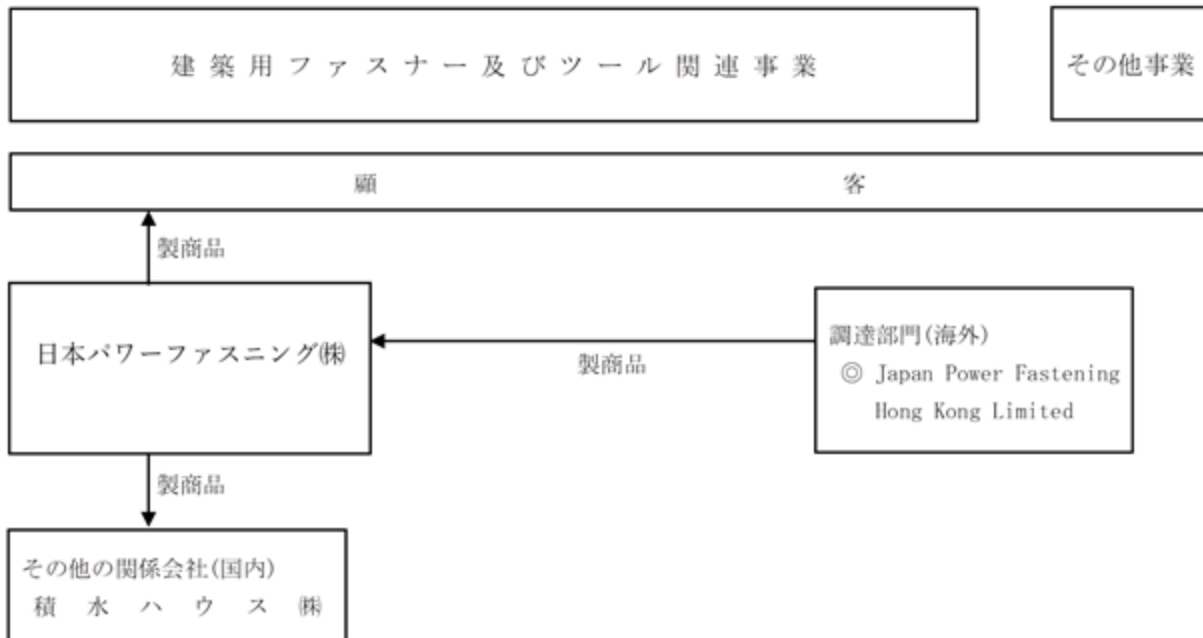 建築用ファスナー及びツール関連事業
その他事業
顧客
製商品
日本パワーファスニング㈱
製商品
調達部門(海外)
◎ Japan Power Fastening
Hong Kong Limited
製商品
その他の関係会社(国内)
積水ハウス㈱